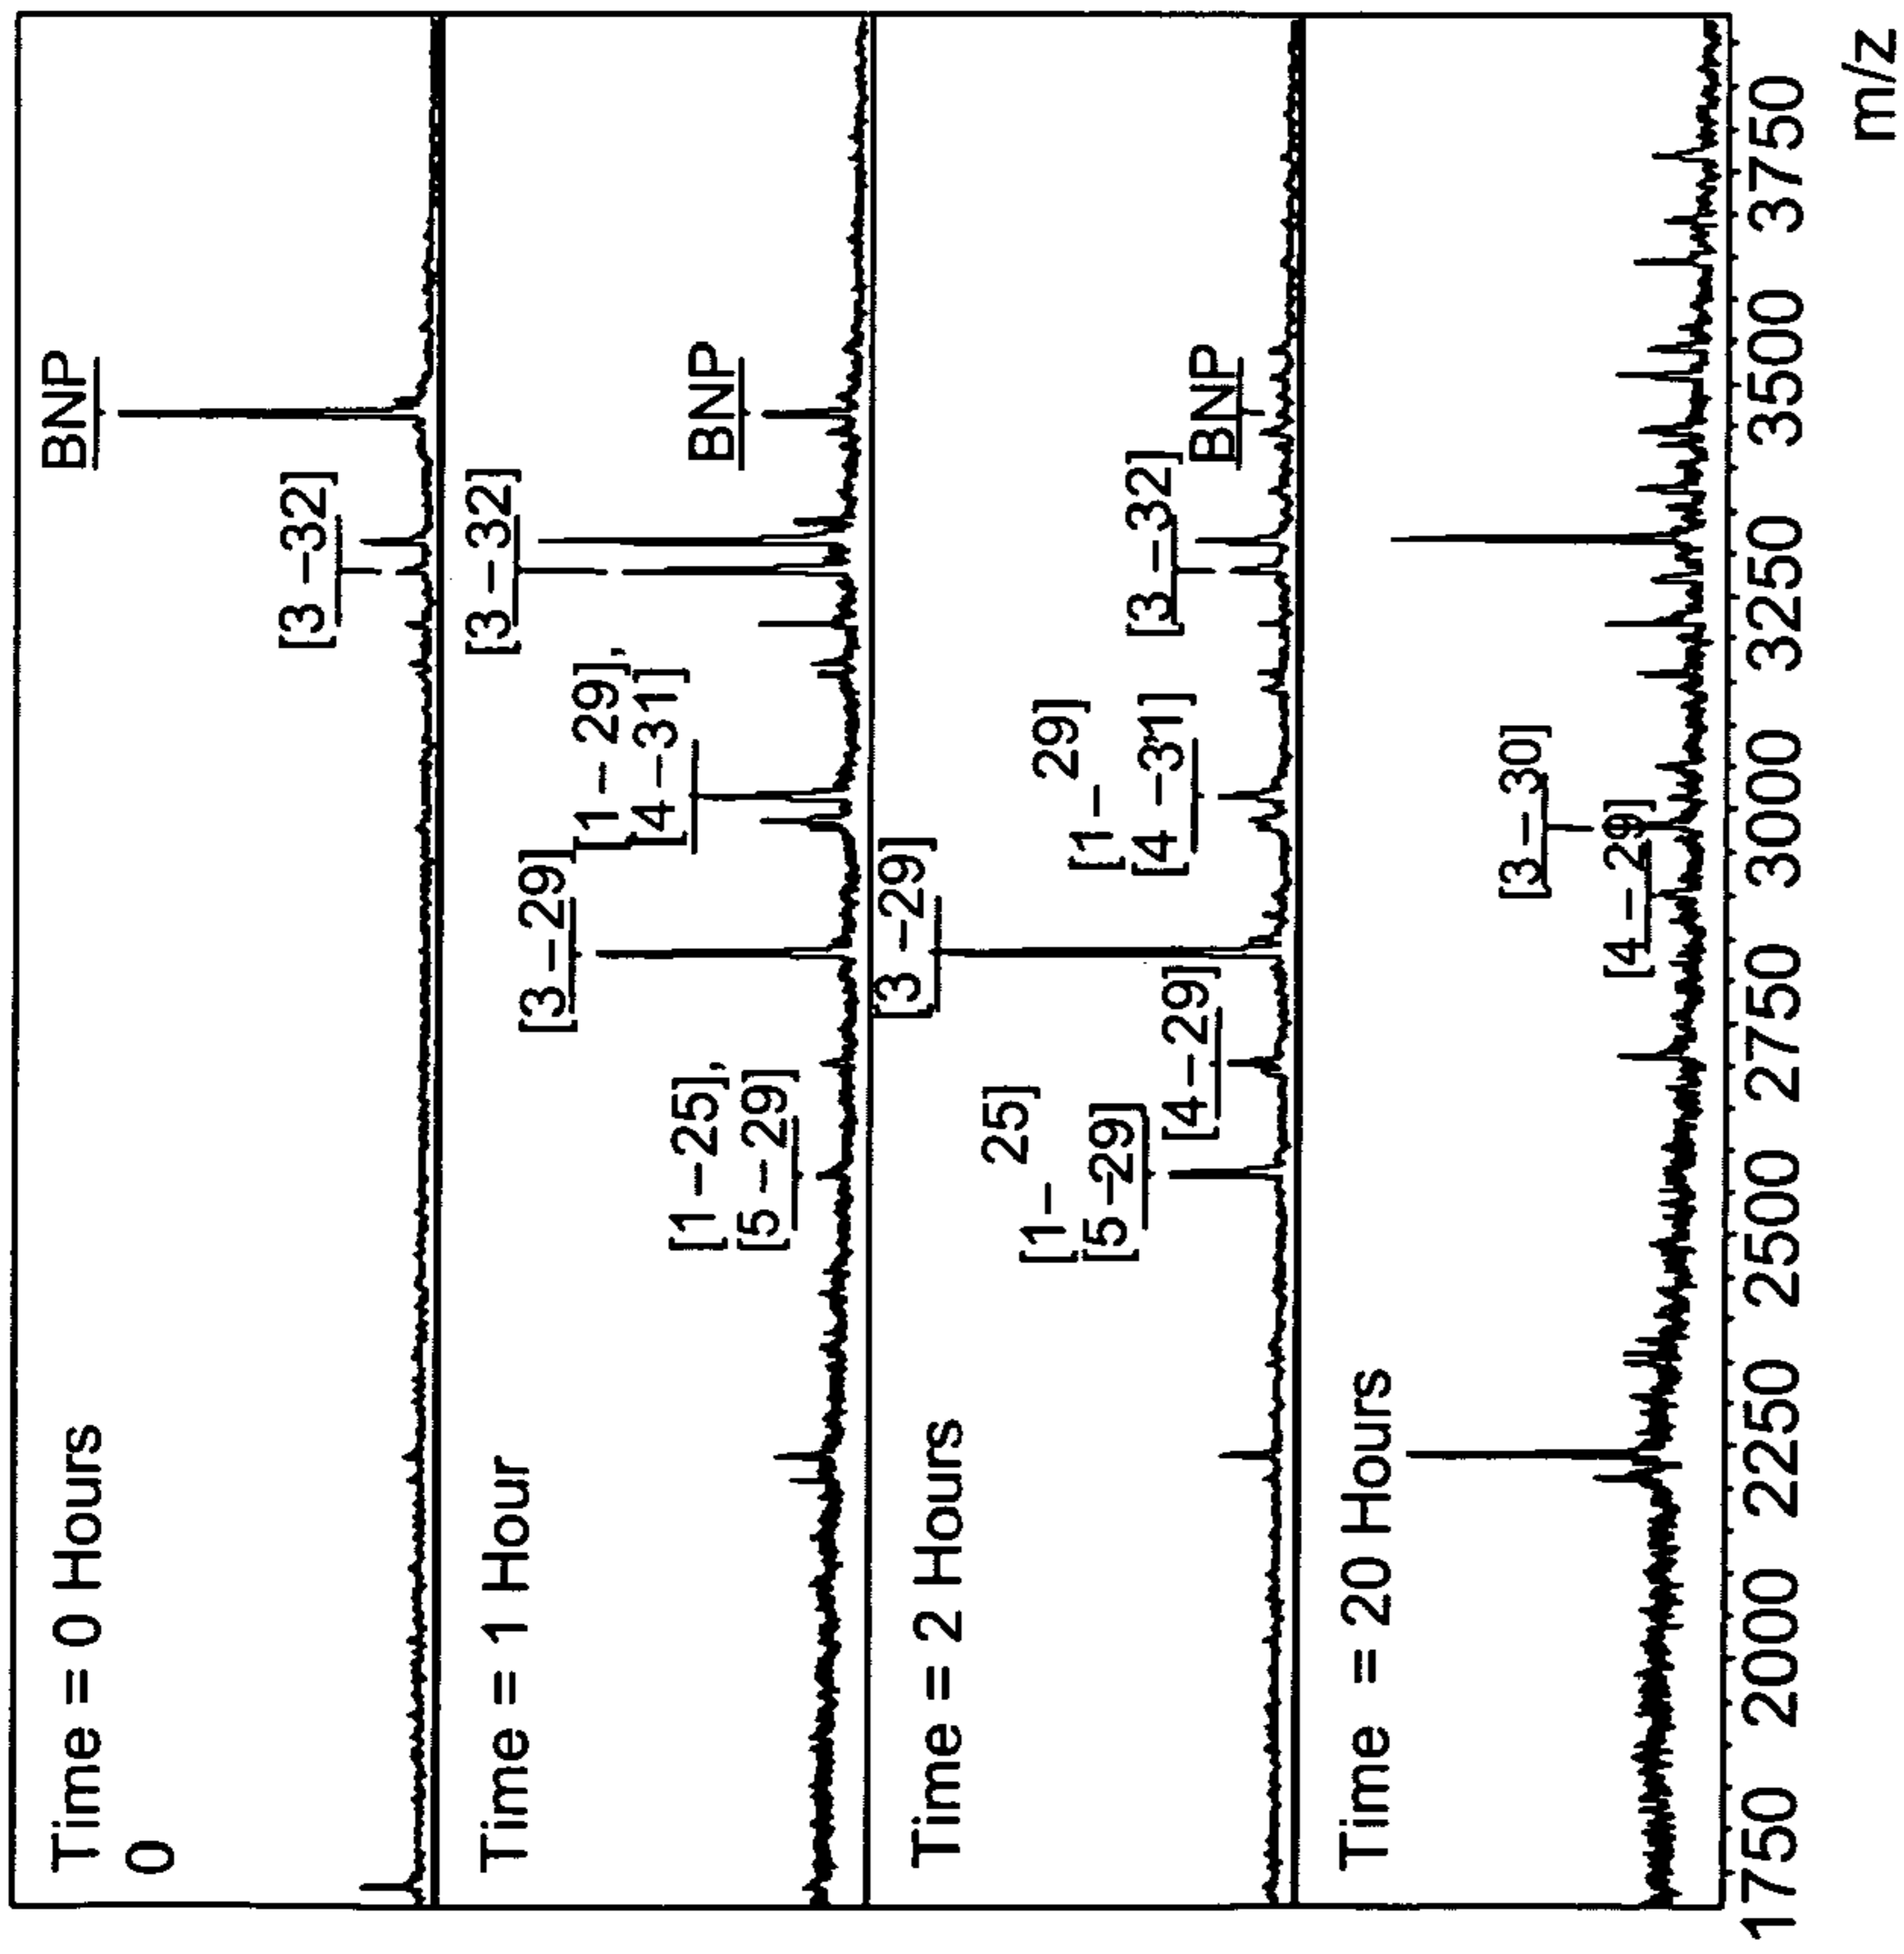 Time = 0 Hours
0
[3 – 32]
BNP
Time = 1 Hour
[1 – 25],
[5 – 29]
[3 – 29]
[1 – 29],
[4 – 31]
[3 – 32]
BNP
Time = 2 Hours
[1 – 25]
[5 – 29]
[4 – 29]
[3 – 29]
[1 – 29]
[4 – 31]
[3 – 32]
BNP
Time = 20 Hours
[4 – 29]
[3 – 30]
1750 2000 2250 2500 2750 3000 3250 3500 3750
m/z